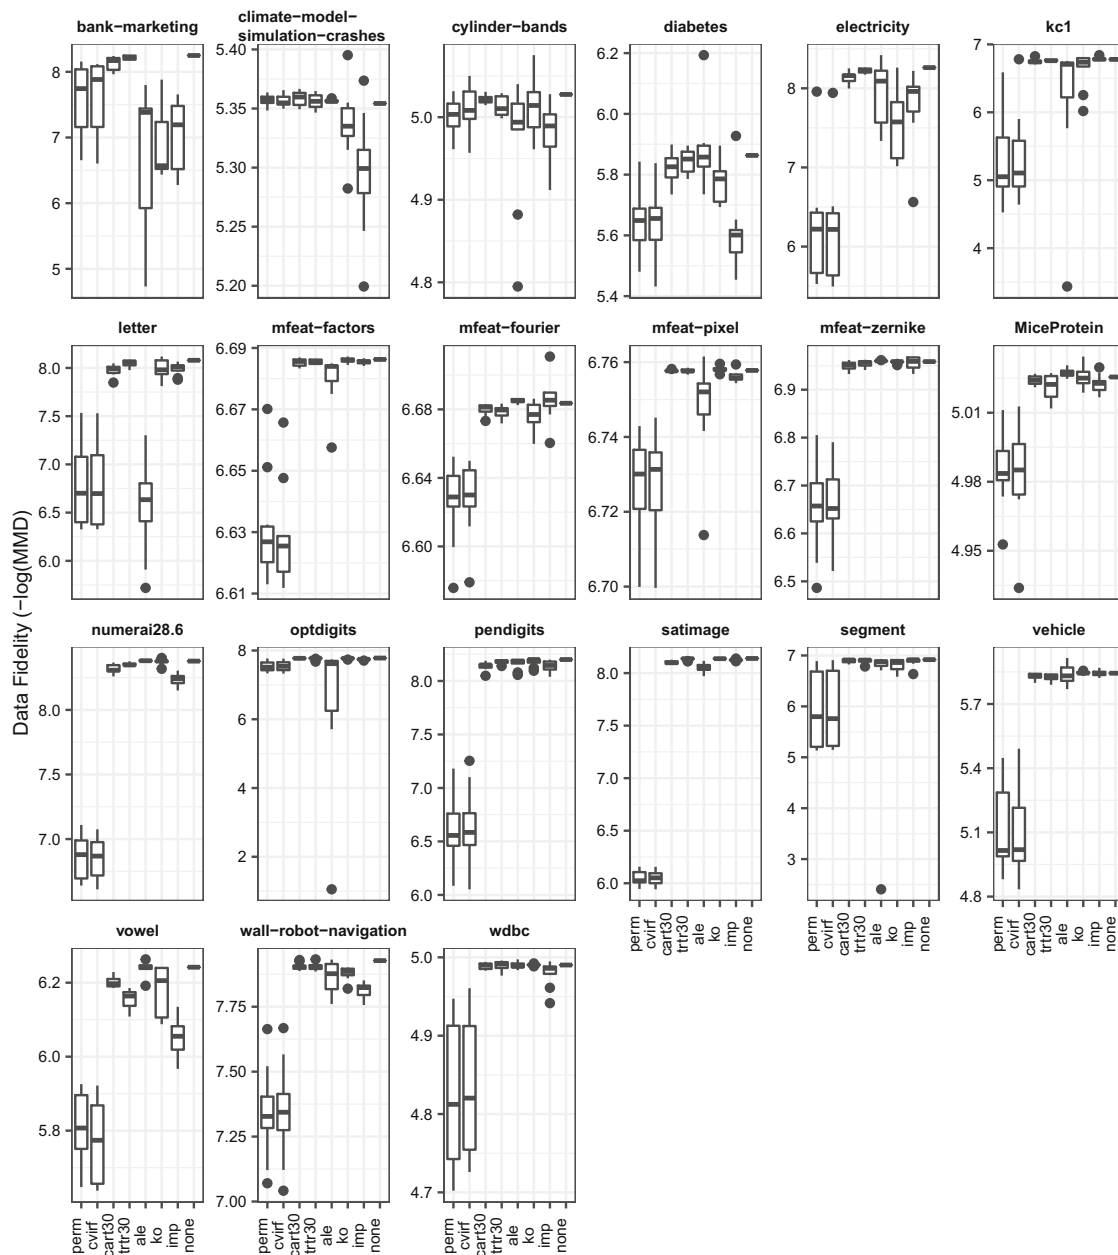 bank−marketing
climate−model−
simulation−crashes
cylinder−bands
diabetes
electricity
kc1
8
7
6
5
5.40
5.35
5.30
5.25
5.20
5.0
4.9
4.8
6.2
6.0
5.8
5.6
5.4
8
7
6
7
6
5
4
letter
mfeat−factors
mfeat−fourier
mfeat−pixel
mfeat−zernike
MiceProtein
8.0
7.5
7.0
6.5
6.0
6.69
6.67
6.65
6.63
6.61
6.68
6.64
6.60
6.76
6.74
6.72
6.70
6.9
6.8
6.7
6.6
6.5
5.01
4.98
4.95
Data Fidelity (−log(MMD)
numerai28.6
optdigits
pendigits
satimage
segment
vehicle
8.0
7.5
7.0
8
6
4
2
8.0
7.5
7.0
6.5
6.0
8.0
7.5
7.0
6.5
6.0
7
6
5
4
3
5.7
5.4
5.1
4.8
perm
cvirf
cart30
trtr30
ale
ko
imp
none
perm
cvirf
cart30
trtr30
ale
ko
imp
none
perm
cvirf
cart30
trtr30
ale
ko
imp
none
vowel
wall−robot−navigation
wdbc
6.2
6.0
5.8
7.75
7.50
7.25
7.00
5.0
4.9
4.8
4.7
perm
cvirf
cart30
trtr30
ale
ko
imp
none
perm
cvirf
cart30
trtr30
ale
ko
imp
none
perm
cvirf
cart30
trtr30
ale
ko
imp
none